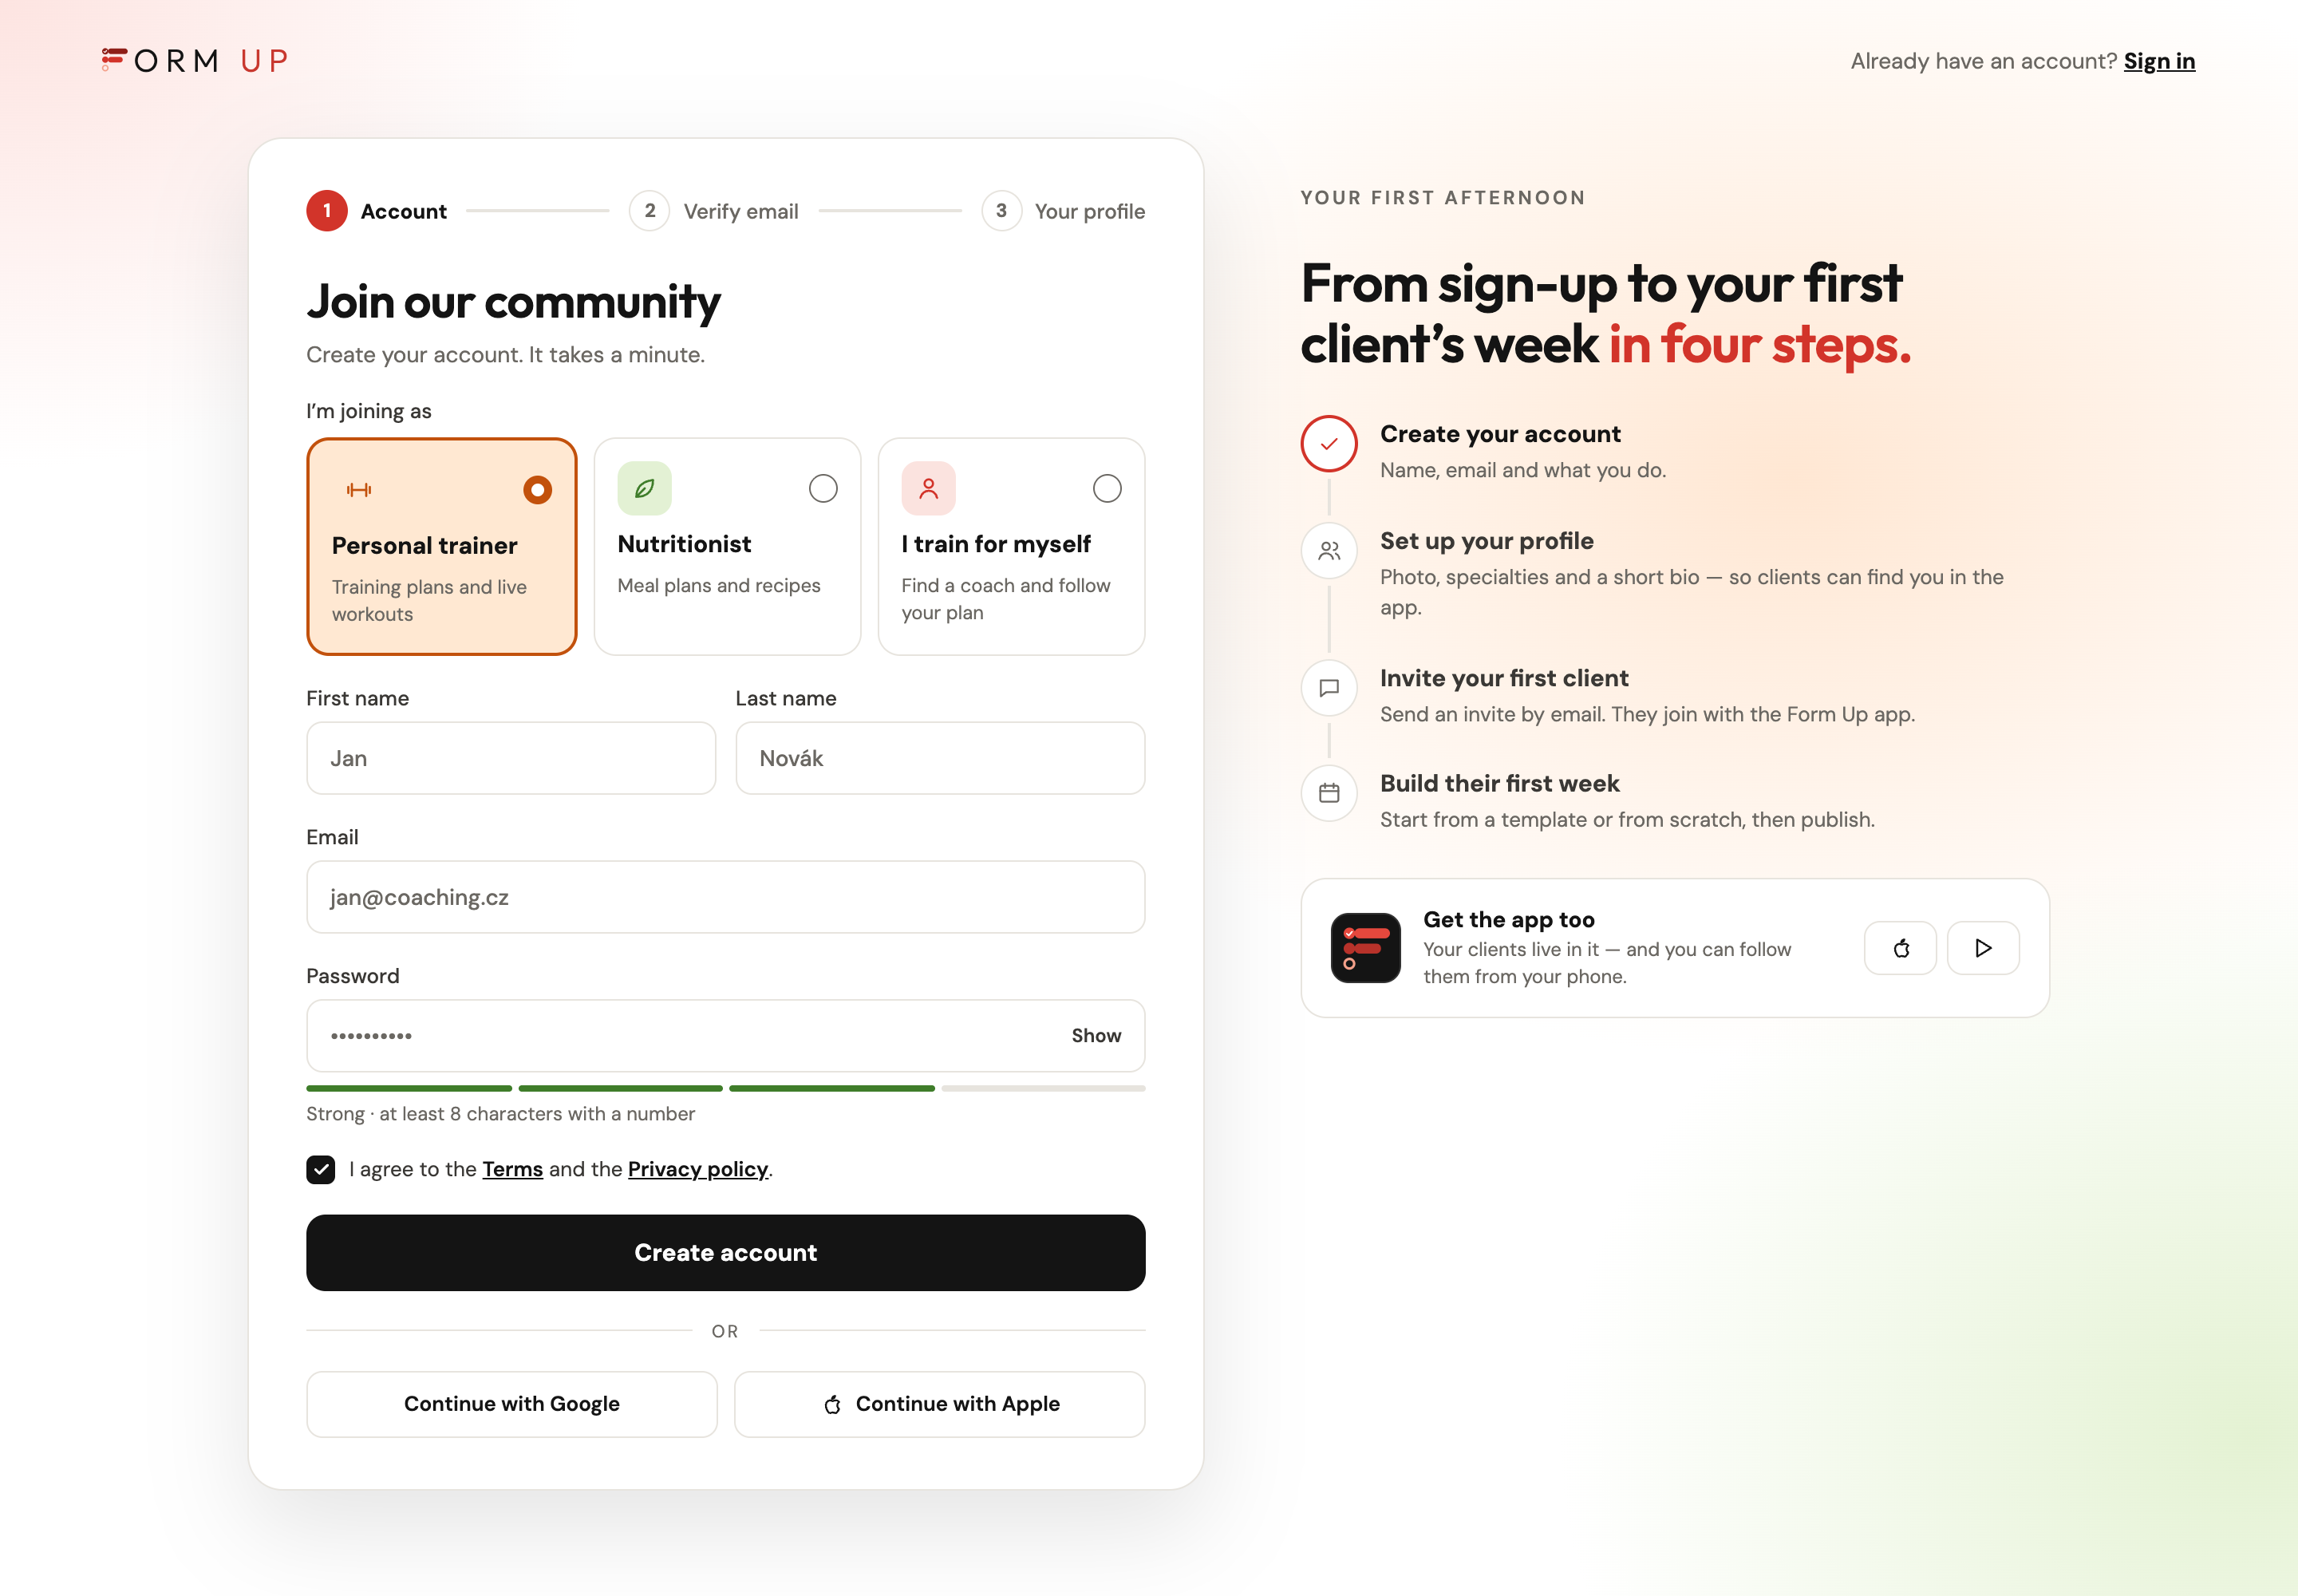 FORM UP
Already have an account? Sign in
1 Account
2 Verify email
3 Your profile
Join our community
Create your account. It takes a minute.
I’m joining as
Personal trainer
Training plans and live
workouts
Nutritionist
Meal plans and recipes
I train for myself
Find a coach and follow
your plan
First name
Jan
Last name
Novák
Email
jan@coaching.cz
Password
••••••••••
Show
Strong · at least 8 characters with a number
I agree to the Terms and the Privacy policy.
Create account
OR
Continue with Google
Continue with Apple
YOUR FIRST AFTERNOON
From sign-up to your first
client’s week in four steps.
Create your account
Name, email and what you do.
Set up your profile
Photo, specialties and a short bio — so clients can find you in the
app.
Invite your first client
Send an invite by email. They join with the Form Up app.
Build their first week
Start from a template or from scratch, then publish.
Get the app too
Your clients live in it — and you can follow
them from your phone.